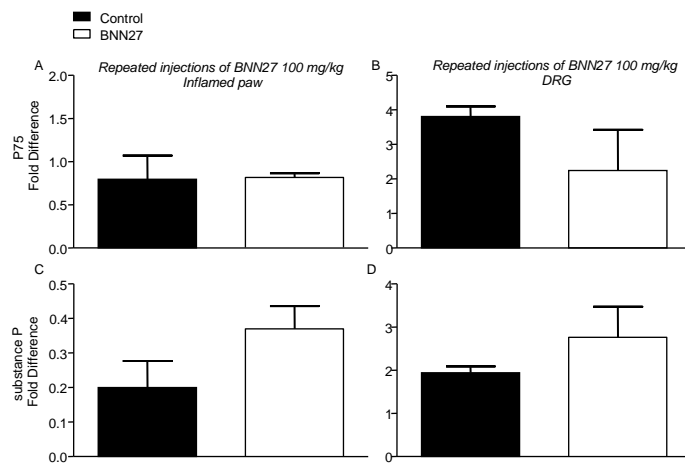 Control
BNN27
A
Repeated injections of BNN27 100 mg/kg
Inflamed paw
P75
Fold Difference
2.0
1.5
1.0
0.5
0.0
B
Repeated injections of BNN27 100 mg/kg
DRG
5
4
3
2
1
0
C
substance P
Fold Difference
0.5
0.4
0.3
0.2
0.1
0.0
D
4
3
2
1
0